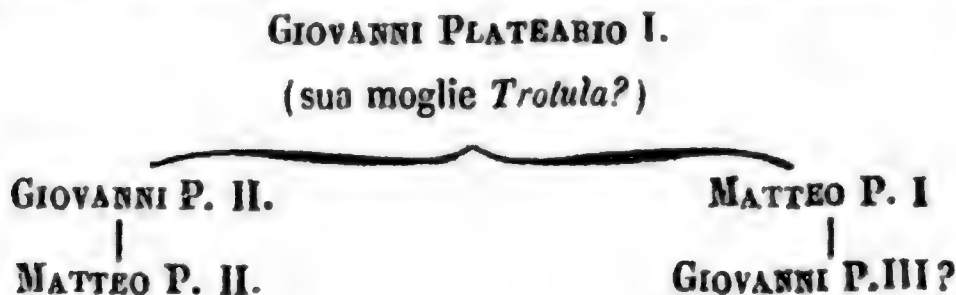 GIOVANNI PLATEARIO I.
(sua moglie Trotula?)
GIOVANNI P. II. MATTEO P. I
MATTEO P. II. GIOVANNI P. III?